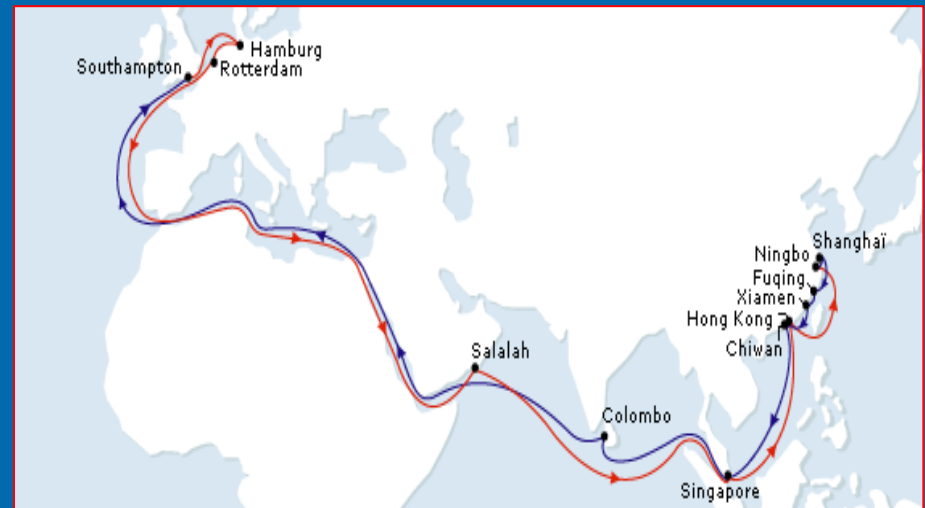 Hamburg
Southampton
Rotterdam
Shanghaï
Ningbo
Fuqing
Xiamen
Hong Kong
Chiwan
Salalah
Colombo
Singapore